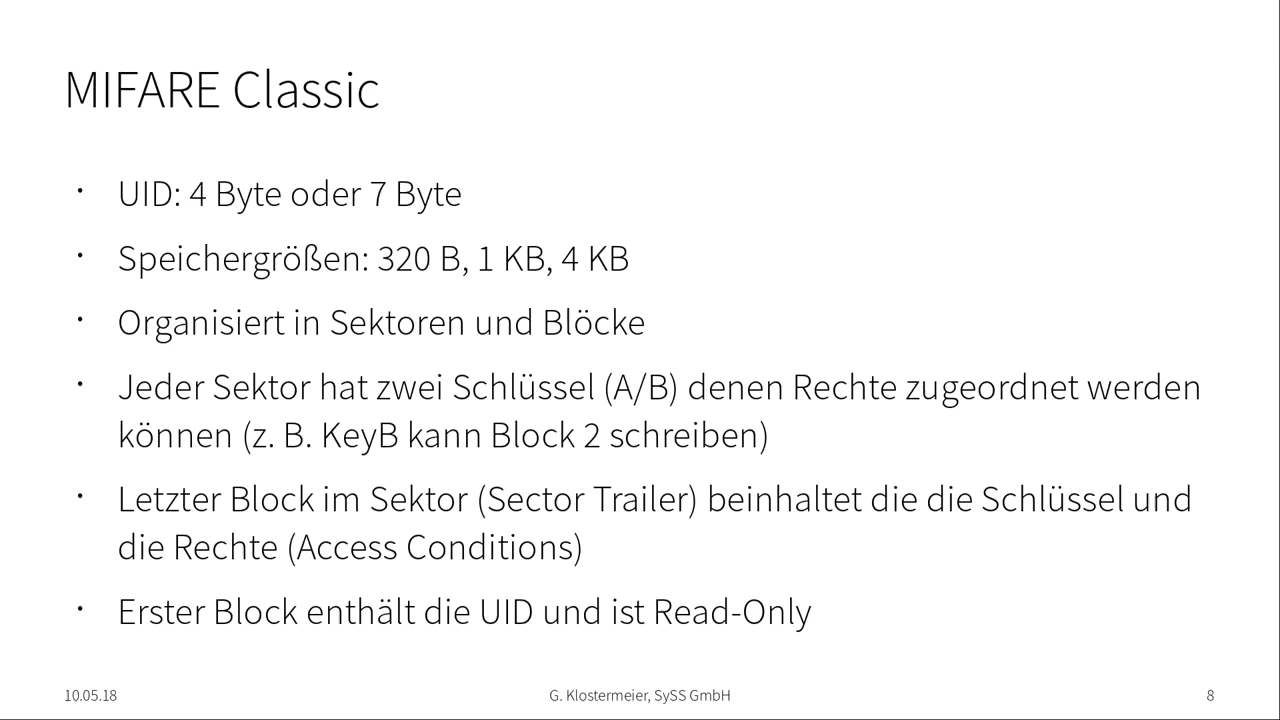 MIFARE Classic
· UID: 4 Byte oder 7 Byte
· Speichergrößen: 320 B, 1 KB, 4 KB
· Organisiert in Sektoren und Blöcke
· Jeder Sektor hat zwei Schlüssel (A/B) denen Rechte zugeordnet werden
können (z. B. KeyB kann Block 2 schreiben)
· Letzter Block im Sektor (Sector Trailer) beinhaltet die die Schlüssel und
die Rechte (Access Conditions)
· Erster Block enthält die UID und ist Read-Only
10.05.18 G. Klostermeier, SySS GmbH 8